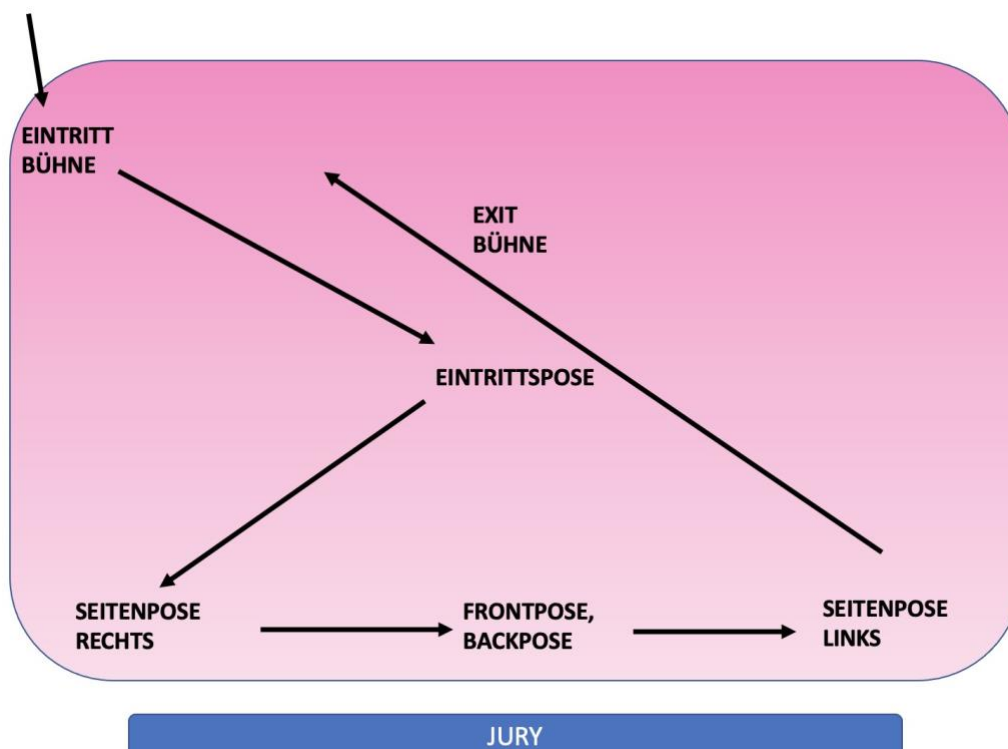 EINTRITT
BÜHNE
EXIT
BÜHNE
EINTRITTSPOSE
SEITENPOSE
RECHTS
FRONTPOSE,
BACKPOSE
SEITENPOSE
LINKS
JURY